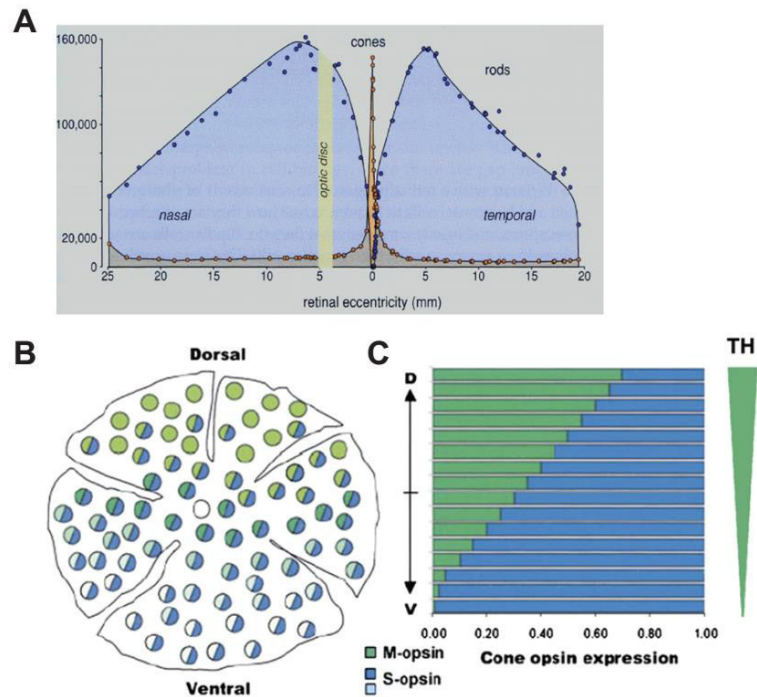 A
cones
rods
160,000
100,000
20,000
0
nasal
optic disc
temporal
25 20 15 10 5 0 5 10 15 20
retinal eccentricity (mm)
B
Dorsal
Ventral
C
TH
D
V
0.00 0.20 0.40 0.60 0.80 1.00
Cone opsin expression
M-opsin
S-opsin